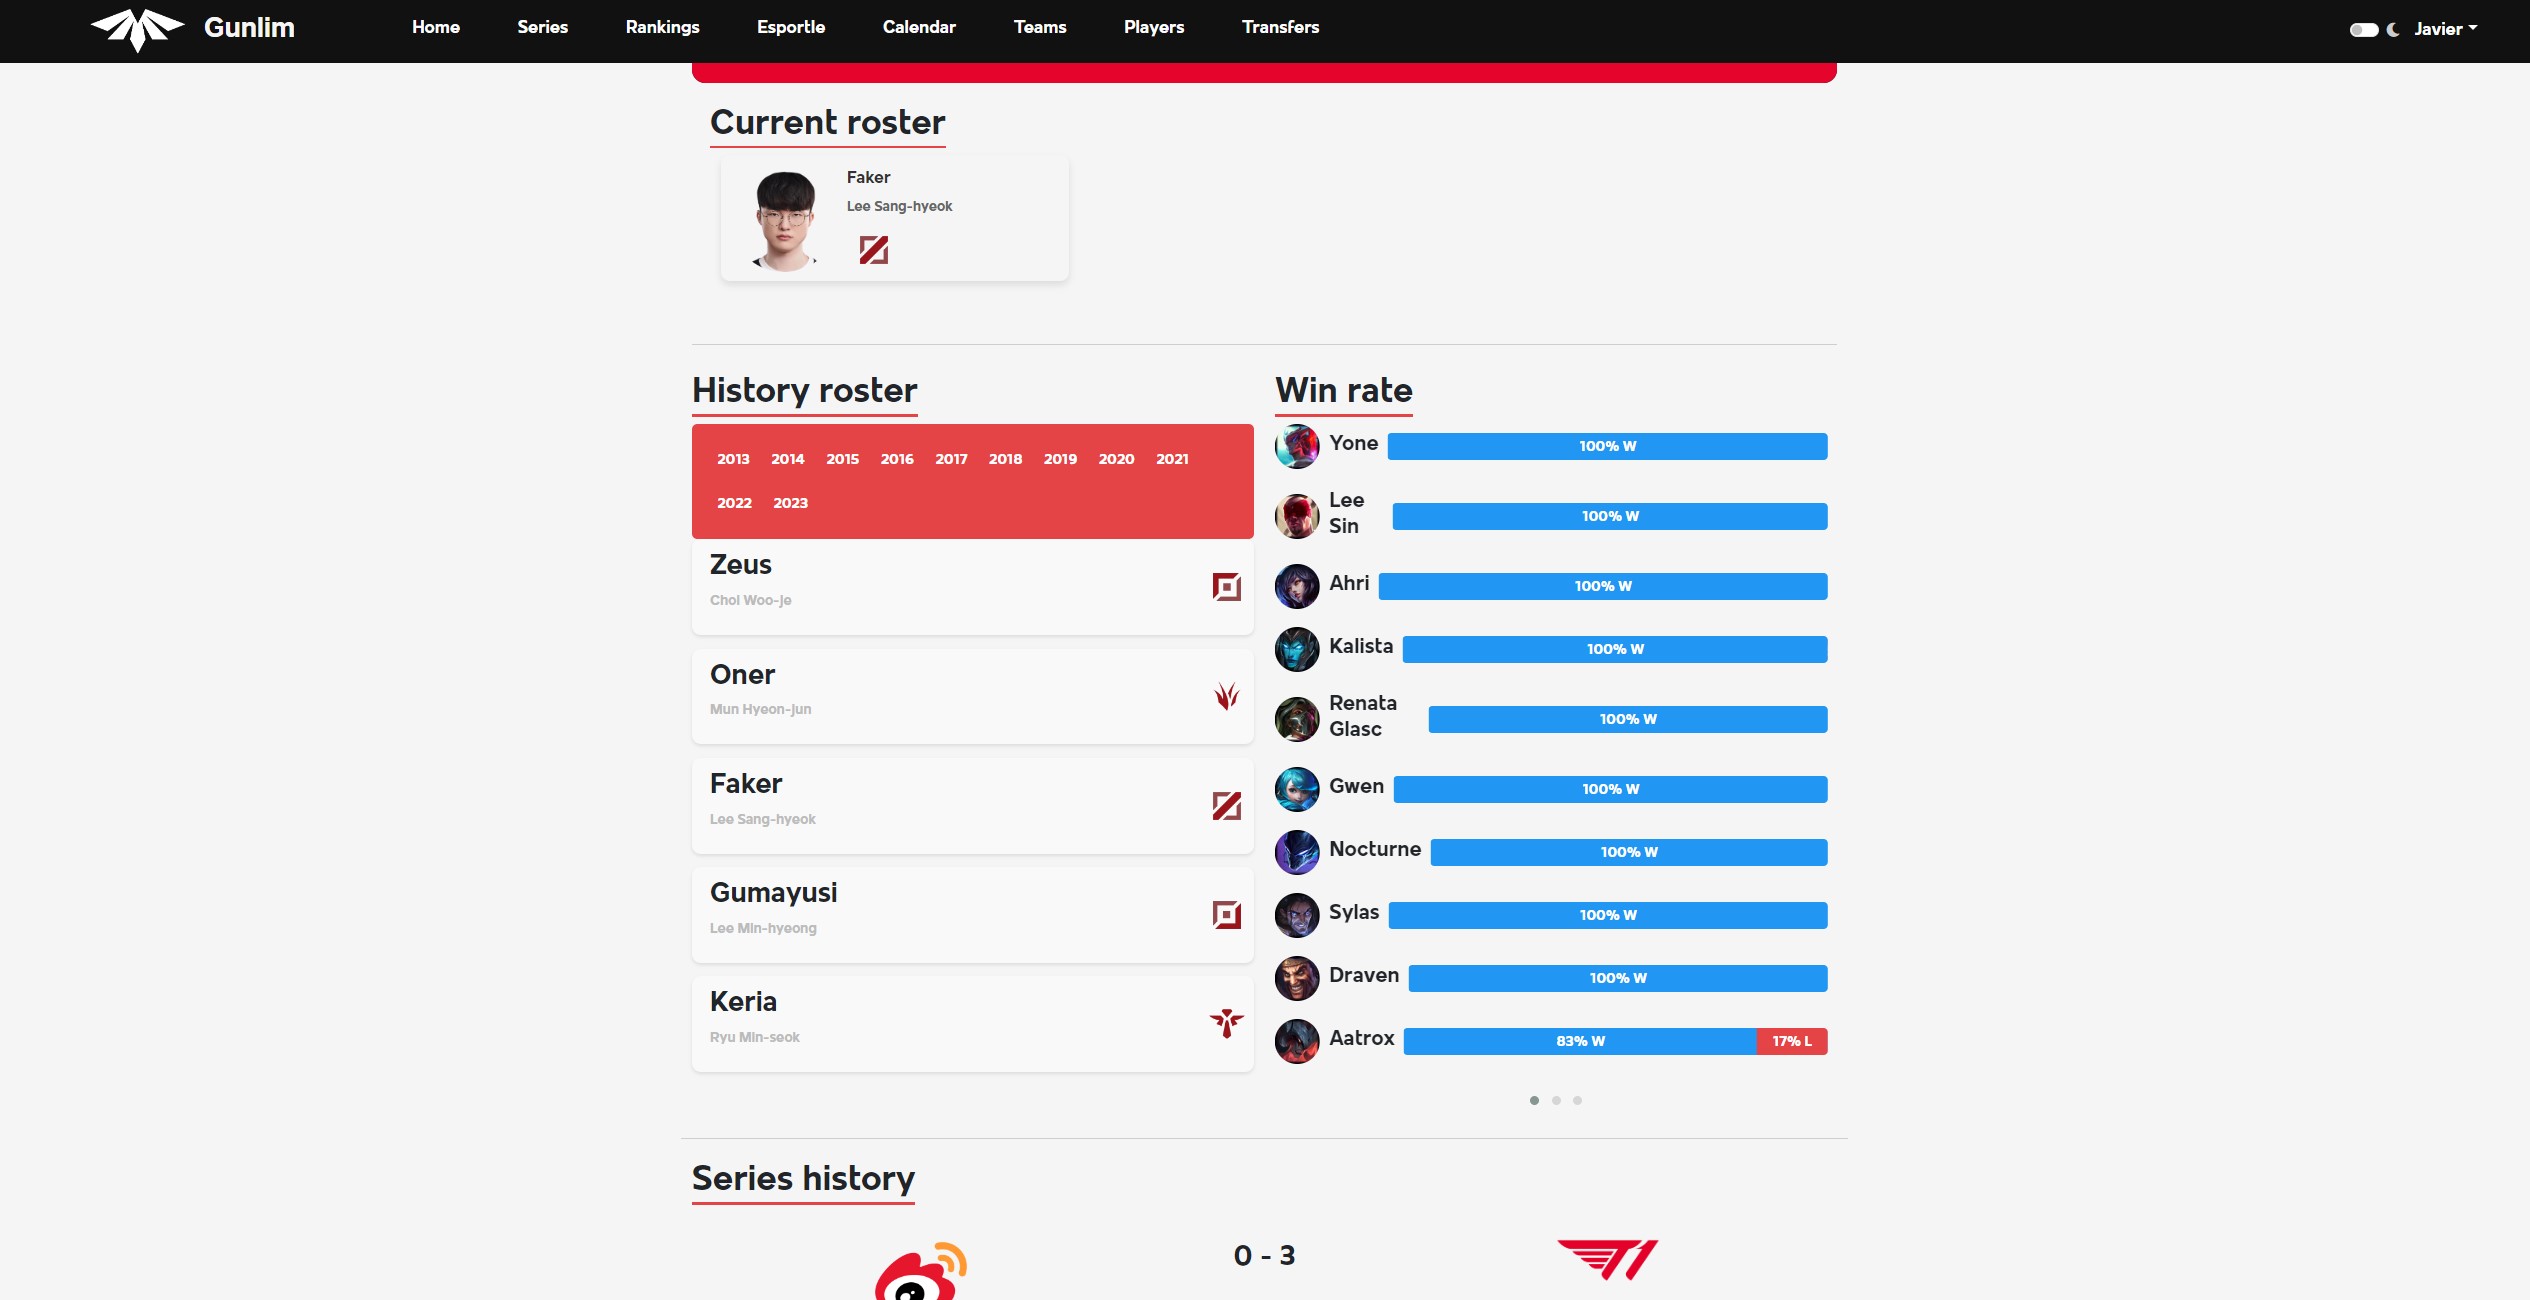 Gunlim
Home Series Rankings Esportle Calendar Teams Players Transfers
Javier
Current roster
Faker
Lee Sang-hyeok
History roster
2013 2014 2015 2016 2017 2018 2019 2020 2021
2022 2023
Zeus
Choi Woo-je
Oner
Mun Hyeon-jun
Faker
Lee Sang-hyeok
Gumayusi
Lee Min-hyeong
Keria
Ryu Min-seok
Win rate
Yone 100% W
Lee
Sin
100% W
Ahri 100% W
Kalista 100% W
Renata
Glasc
100% W
Gwen 100% W
Nocturne 100% W
Sylas 100% W
Draven 100% W
Aatrox 83% W 17% L
Series history
0 - 3
T1